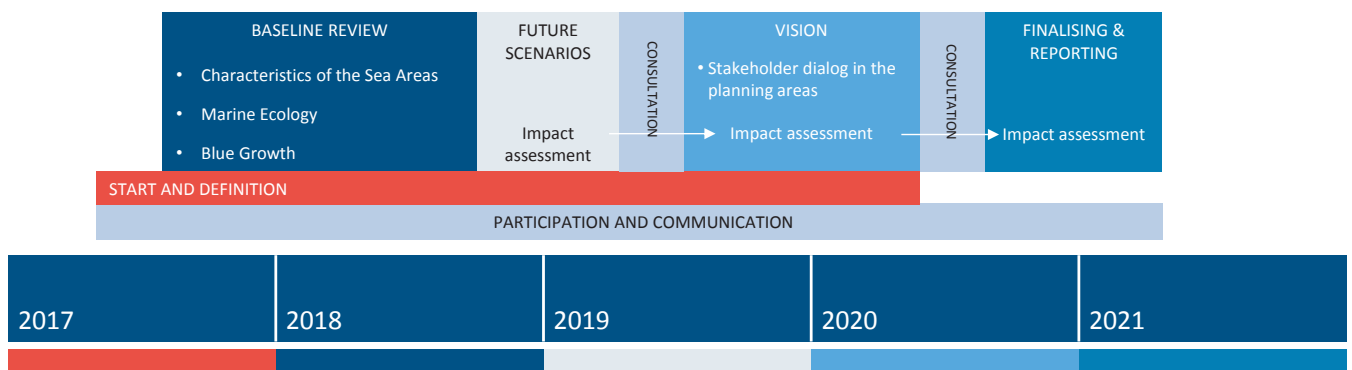 BASELINE REVIEW
• Characteristics of the Sea Areas
• Marine Ecology
• Blue Growth
FUTURE
SCENARIOS
Impact
assessment
CONSULTATION
VISION
• Stakeholder dialog in the
planning areas
Impact assessment
CONSULTATION
FINALISING &
REPORTING
Impact assessment
START AND DEFINITION
PARTICIPATION AND COMMUNICATION
2017
2018
2019
2020
2021